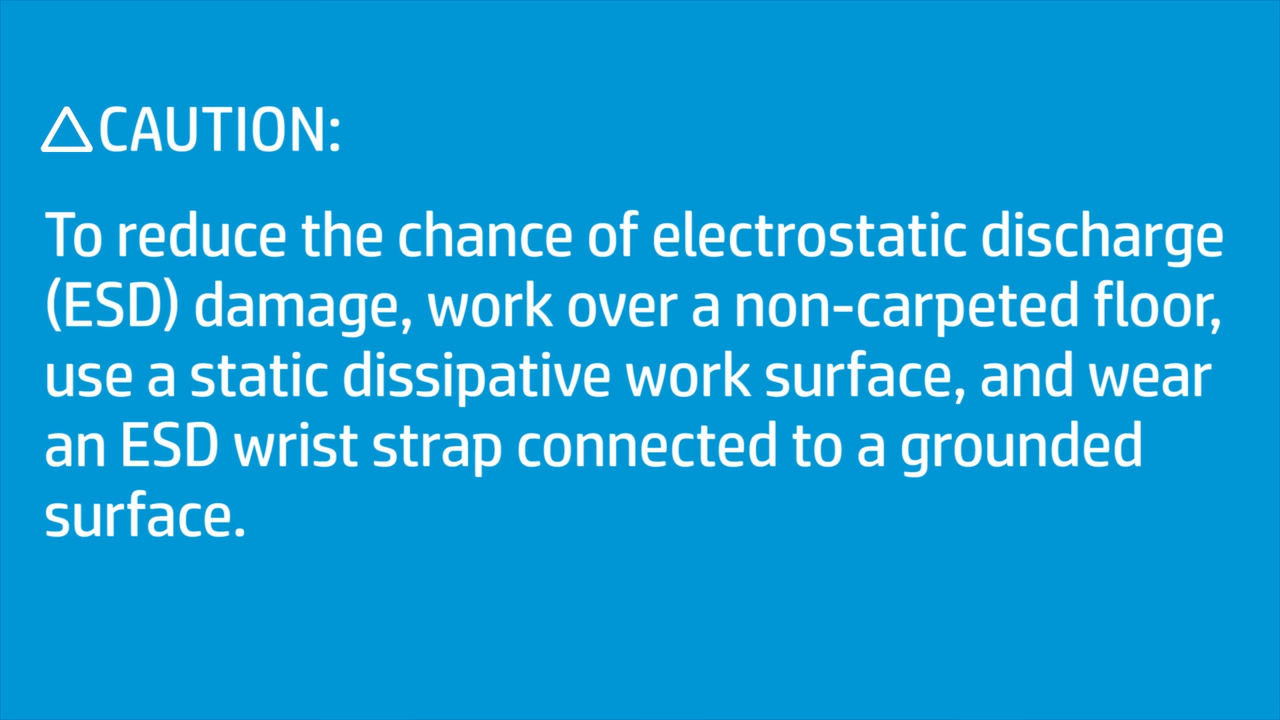 △CAUTION:
To reduce the chance of electrostatic discharge
(ESD) damage, work over a non-carpeted floor,
use a static dissipative work surface, and wear
an ESD wrist strap connected to a grounded
surface.